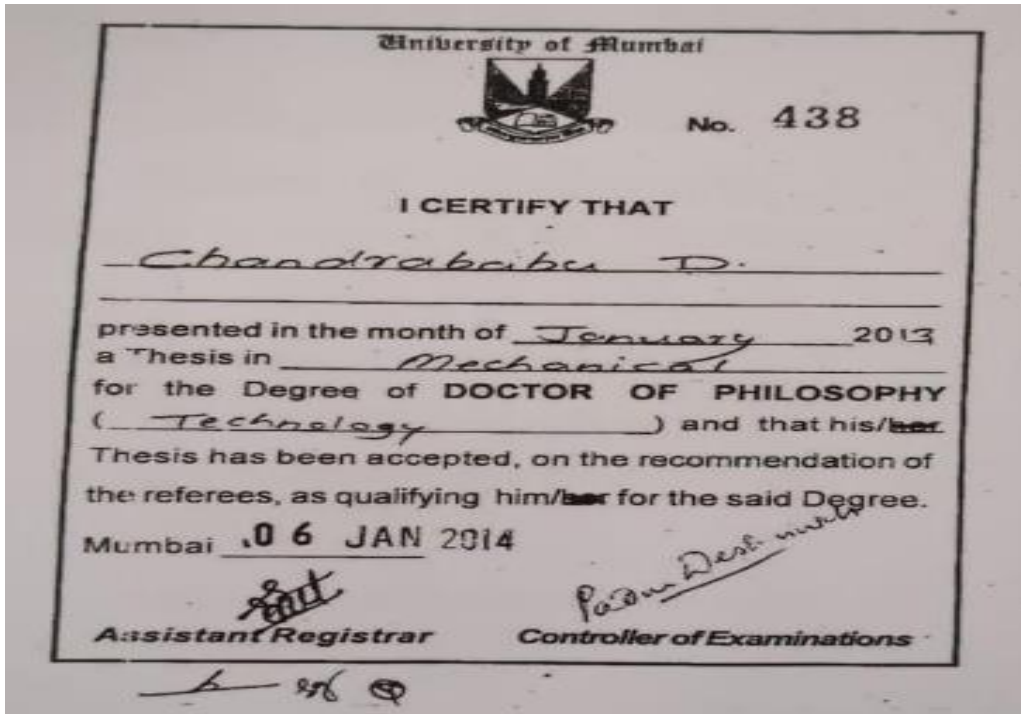 University of Mumbai
No. 438
I CERTIFY THAT
Chandrababu D.
presented in the month of January 2013
a Thesis in Mechanical
for the Degree of DOCTOR OF PHILOSOPHY
( Technology ) and that his/her
Thesis has been accepted, on the recommendation of
the referees, as qualifying him/her for the said Degree.
Mumbai .06 JAN 2014
Assistant Registrar Controller of Examinations